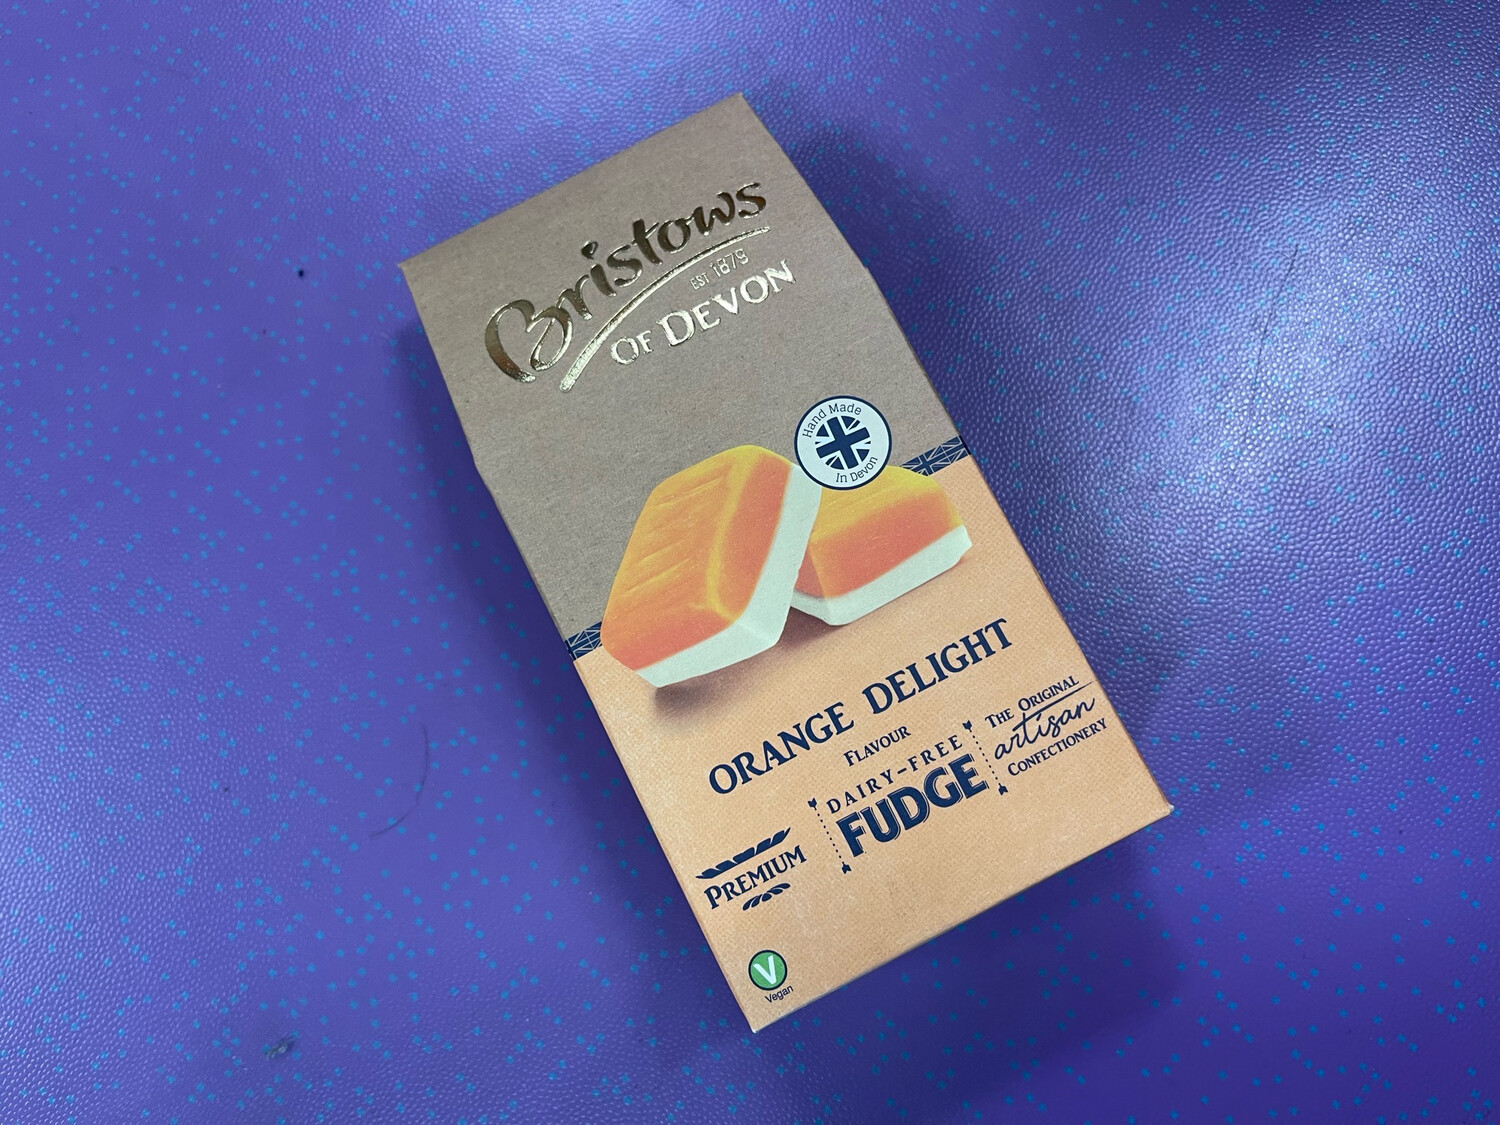 Bristows
EST 1879
OF DEVON
Hand Made
In Devon
ORANGE DELIGHT
FLAVOUR
PREMIUM
DAIRY-FREE
FUDGE
THE ORIGINAL
artisan
CONFECTIONERY
V
Vegan